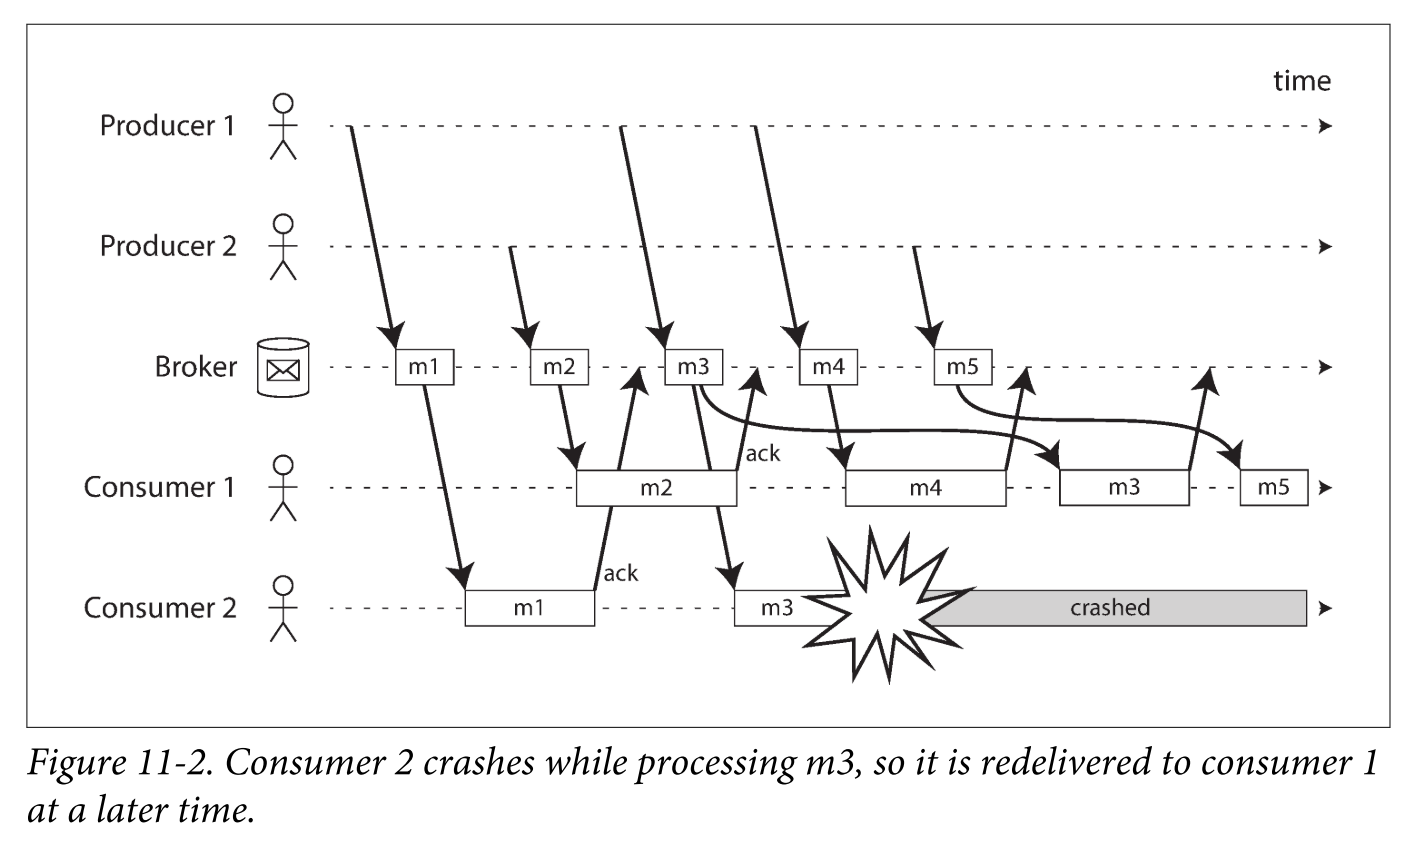 time
Producer 1
Producer 2
Broker
m1
m2
m3
m4
m5
ack
Consumer 1
m2
m4
m3
m5
ack
Consumer 2
m1
m3
crashed
Figure 11-2. Consumer 2 crashes while processing m3, so it is redelivered to consumer 1
at a later time.